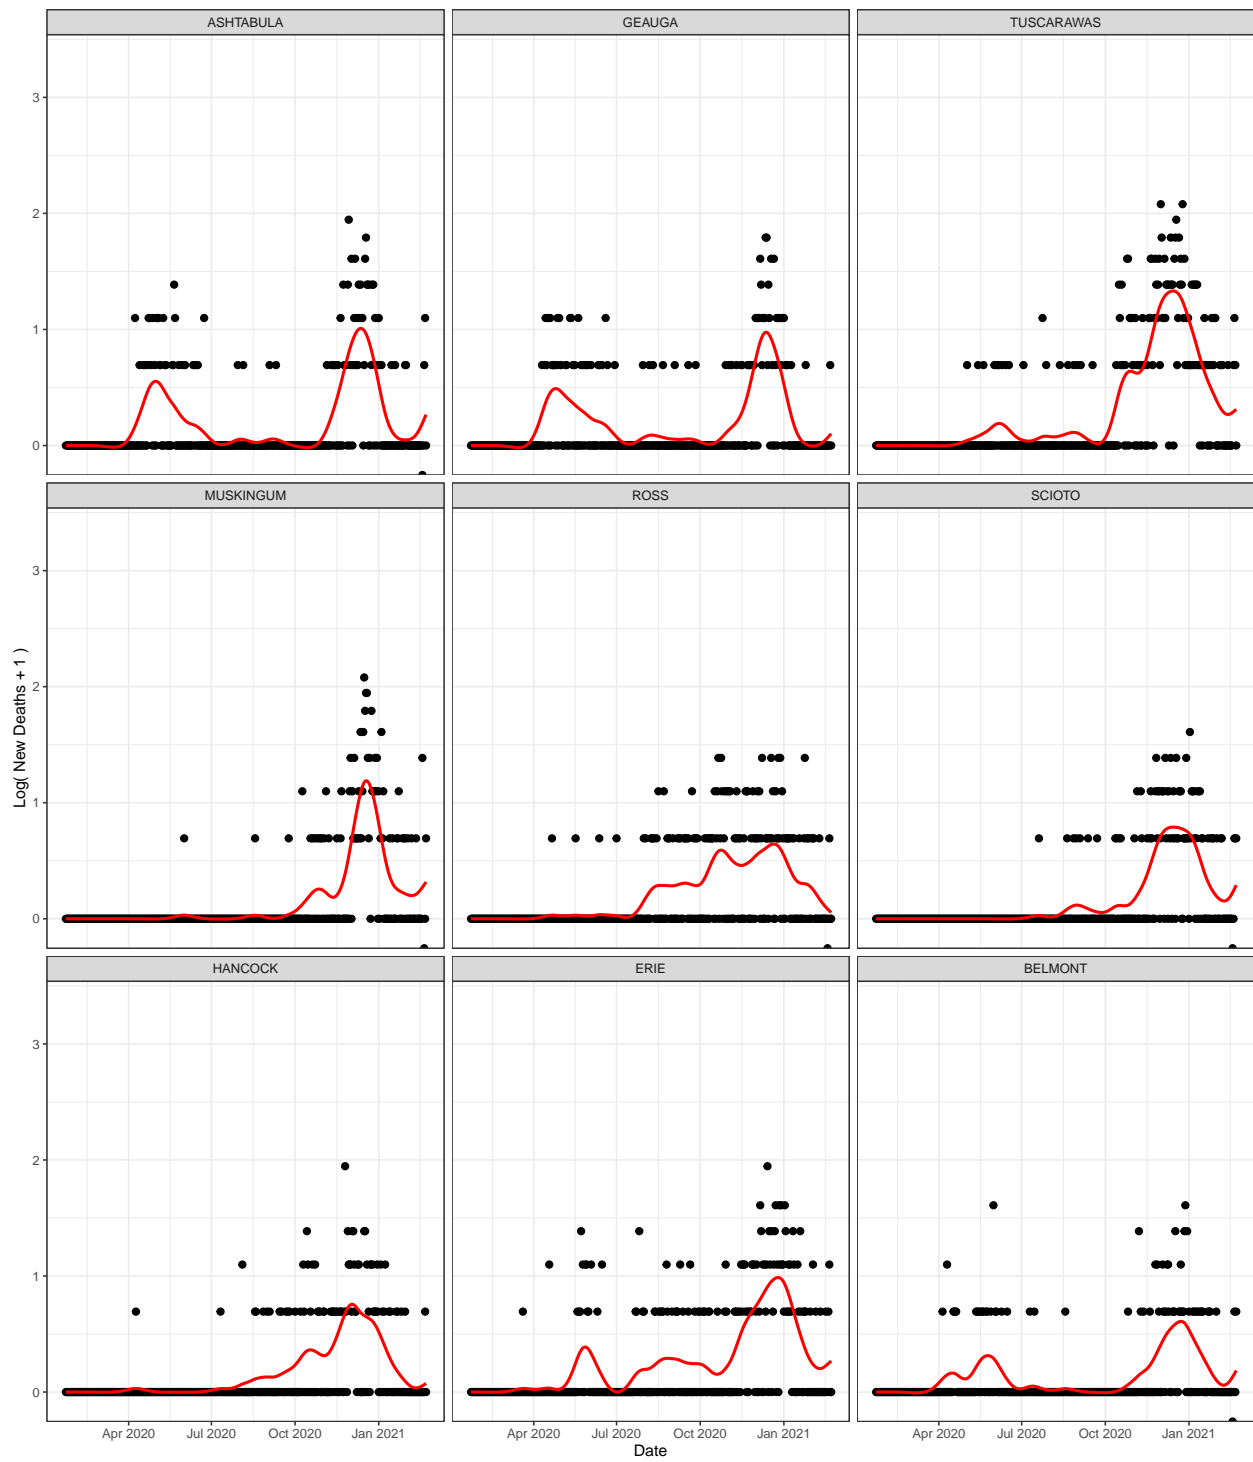 ASHTABULA GEAUGA TUSCARAWAS
3
2
1
0
MUSKINGUM ROSS SCIOTO
3
2
1
0
Log( New Deaths + 1 )
HANCOCK ERIE BELMONT
3
2
1
0
Apr 2020 Jul 2020 Oct 2020 Jan 2021 Apr 2020 Jul 2020 Oct 2020 Jan 2021 Apr 2020 Jul 2020 Oct 2020 Jan 2021
Date